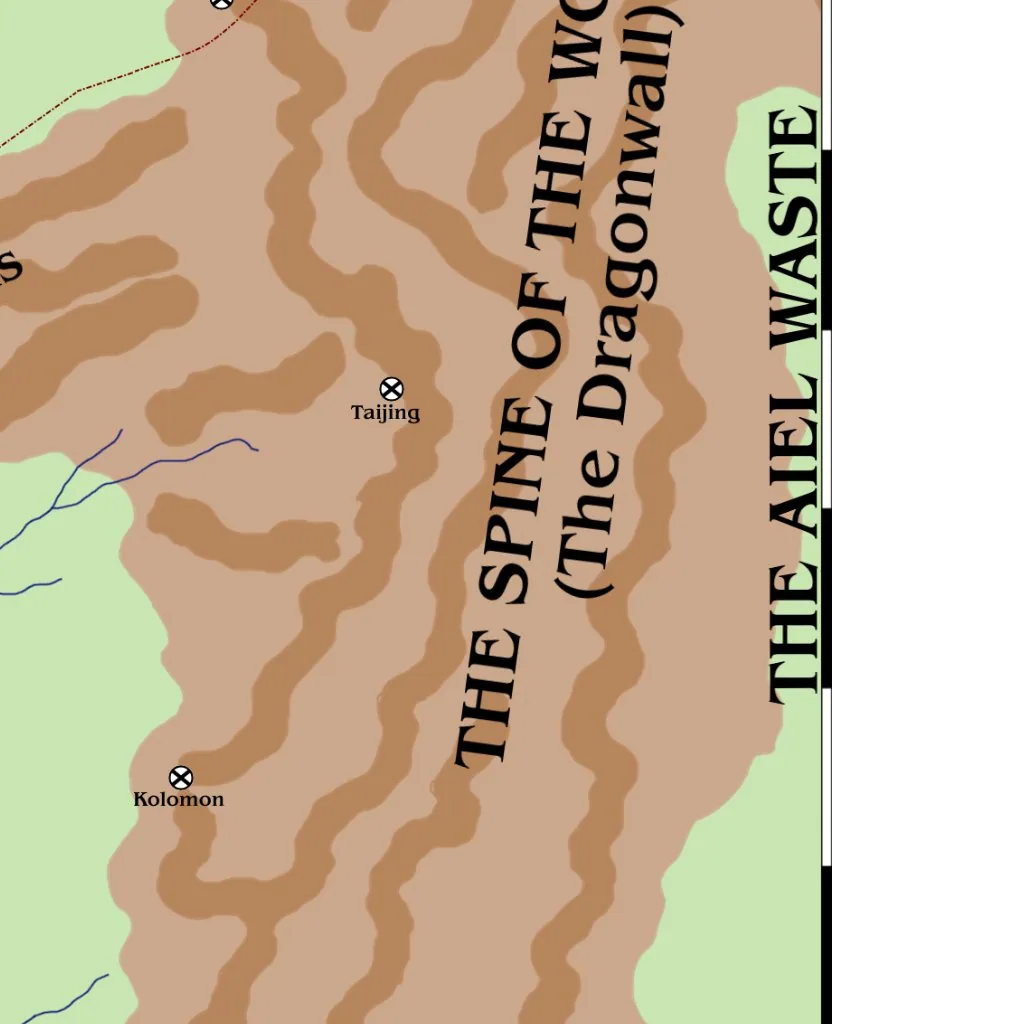 THE SPINE OF THE
(The Dragonwall)
THE AIEL WASTE
Taijing
Kolomon